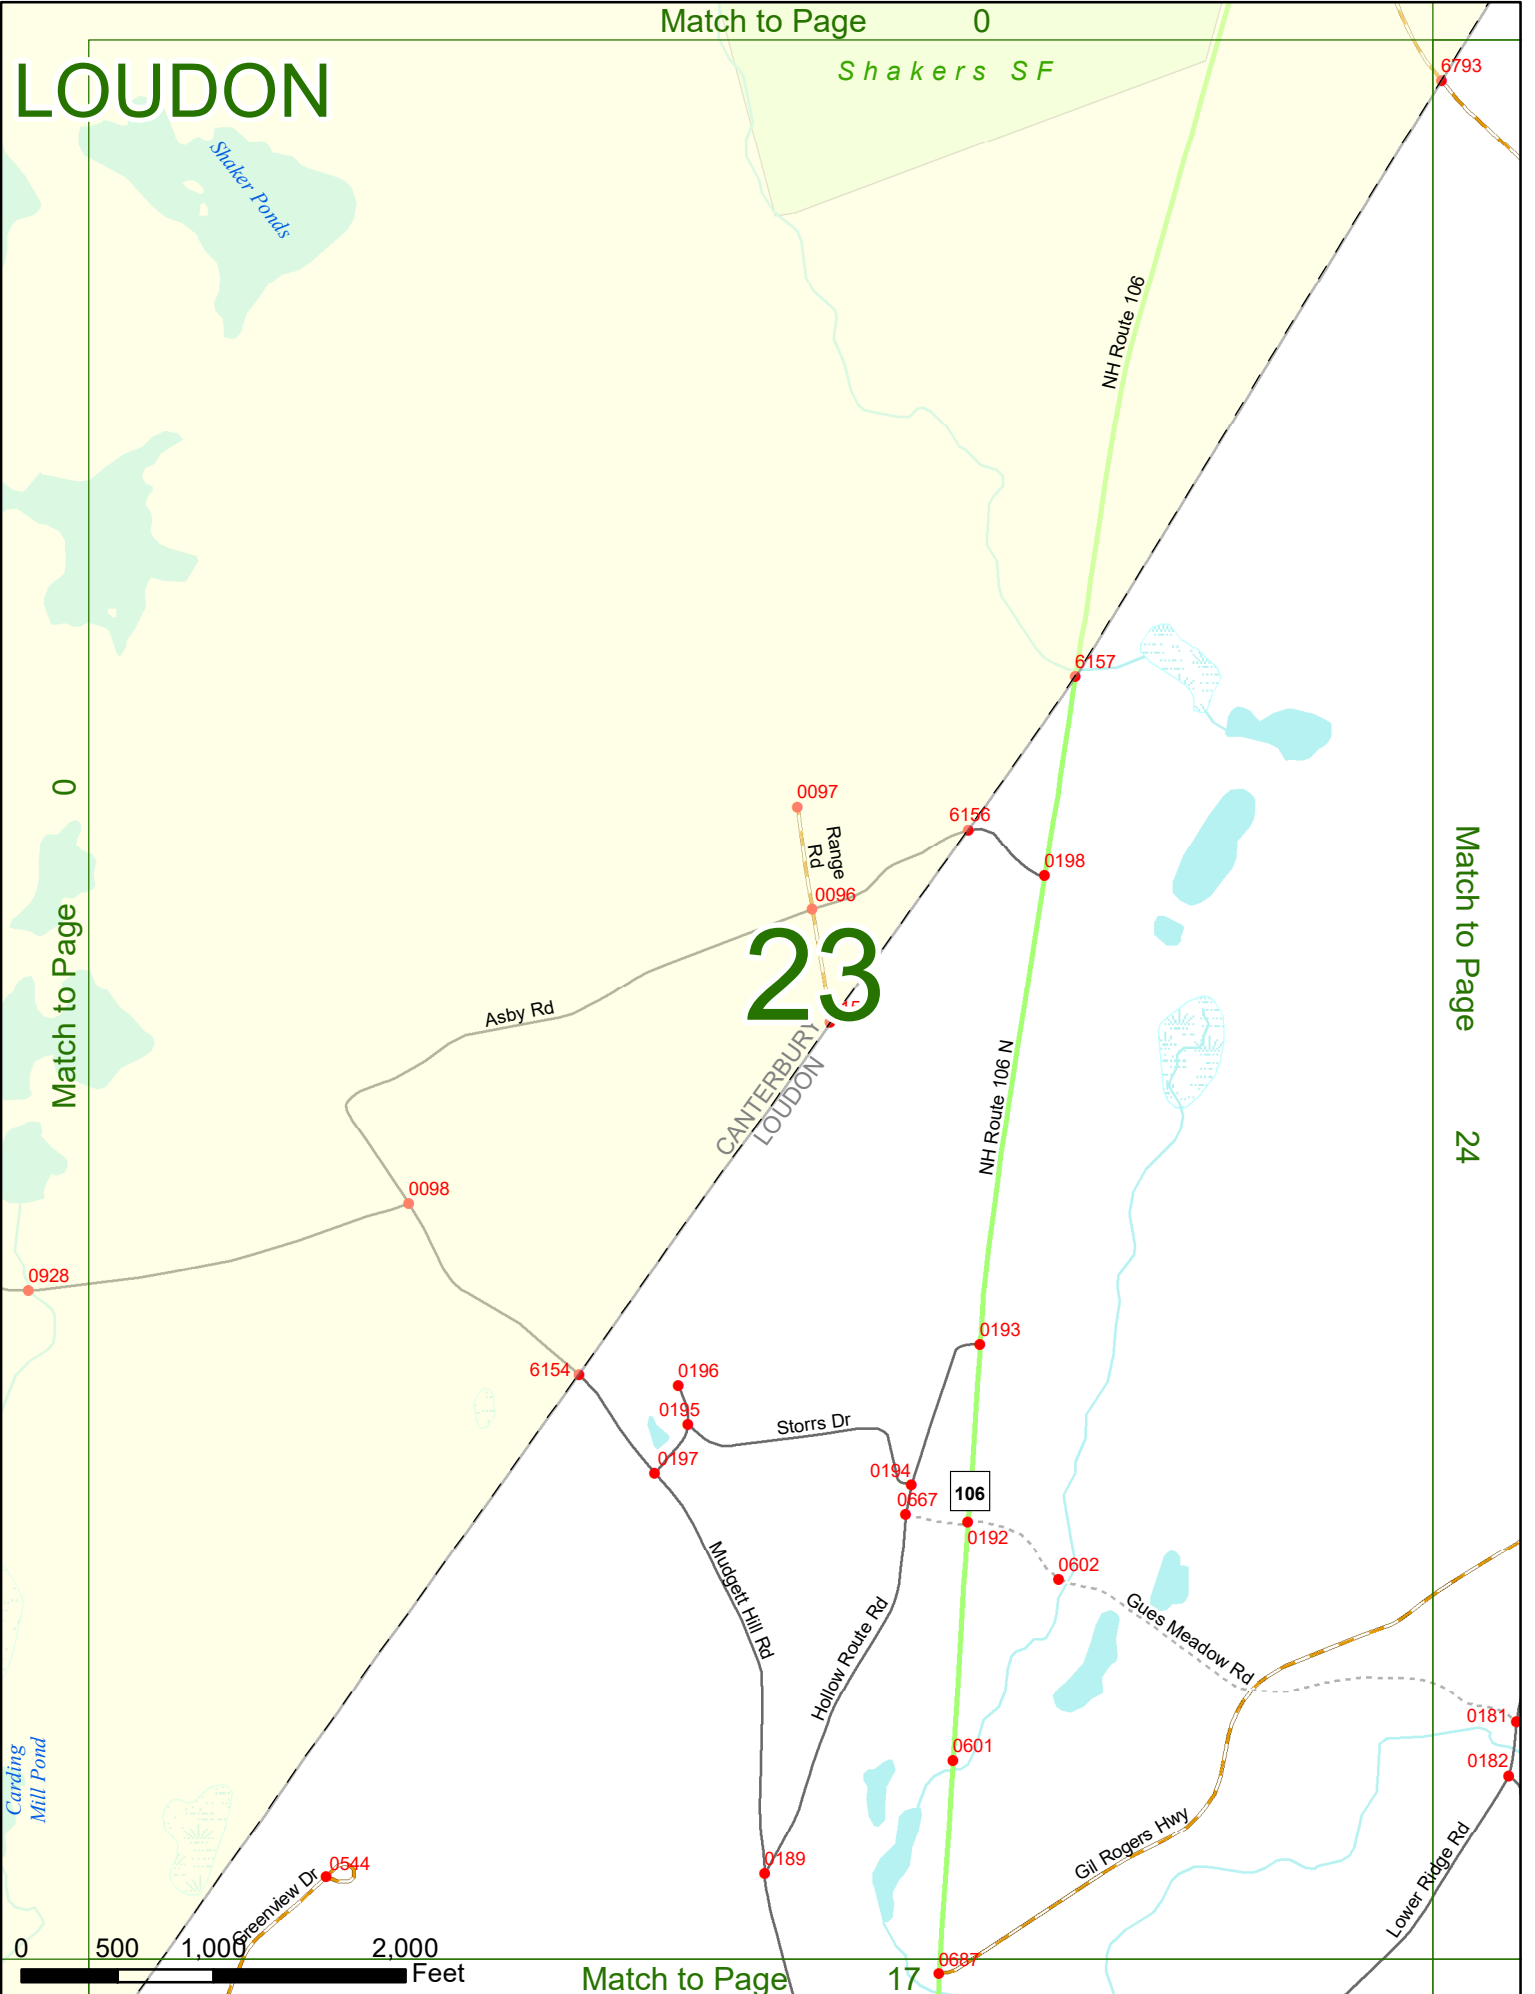 Match to Page 0
LOUDON
Shakers SF
6793
Shaker Ponds
NH Route 106
6157
Match to Page 0
0097
Range
Rd
6156
0198
0096
23
Match to Page 24
Asby Rd
CANTERBURY
LOUDON
NH Route 106 N
0098
0928
0193
6154
0196
0195
Storrs Dr
0197
0194
106
0667
0192
0602
Mudgett Hill Rd
Hollow Route Rd
Gues Meadow Rd
0181
0601
0182
Carding
Mill Pond
Gil Rogers Hwy
0189
0544
Greenview Dr
Lower Ridge Rd
0 500 1,000 2,000
Feet
0687
Match to Page 17